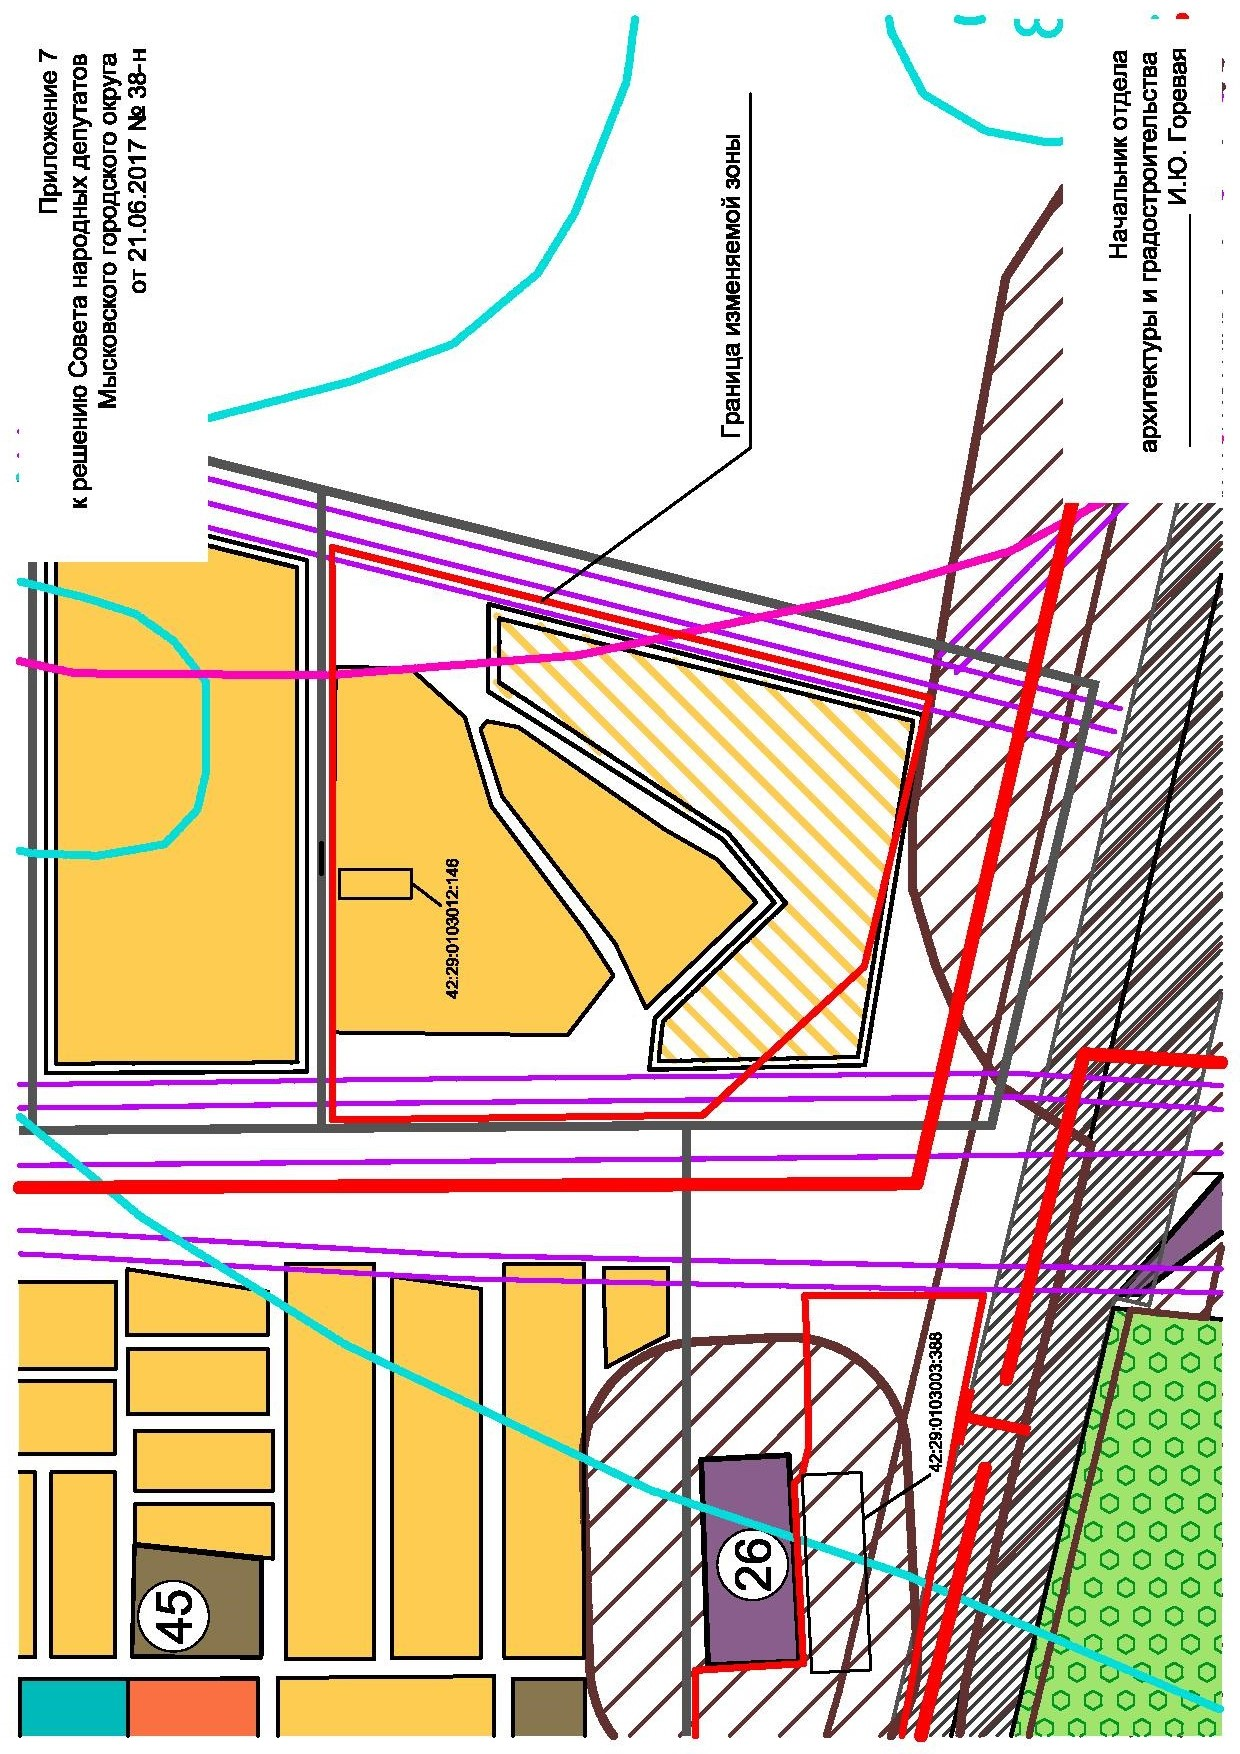 Приложение 7
к решению Совета народных депутатов
Мысковского городского округа
от 21.06.2017 № 38-н
Граница изменяемой зоны
Начальник отдела
архитектуры и градостроительства
И.Ю. Горевая
42:29:0103012:146
42:29:0103003:388
45
26
3